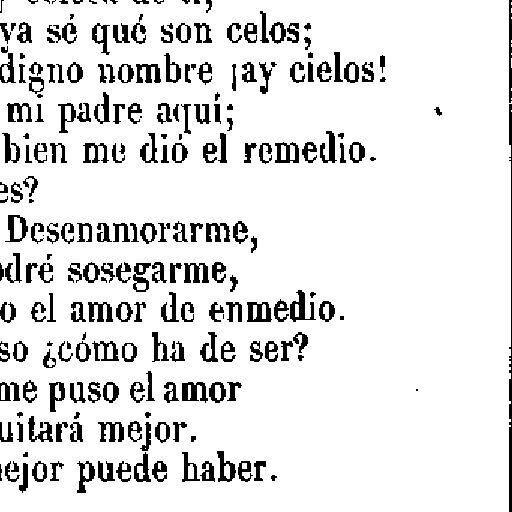 ya sé qué son celos;
digno nombre ¡ay cielos!
mi padre aquí;
bien me dió el remedio.
es?
Desenamorarme,
odré sosegarme,
o el amor de enmedio.
so ¿cómo ha de ser?
me puso el amor
uitará mejor.
ejor puede haber.